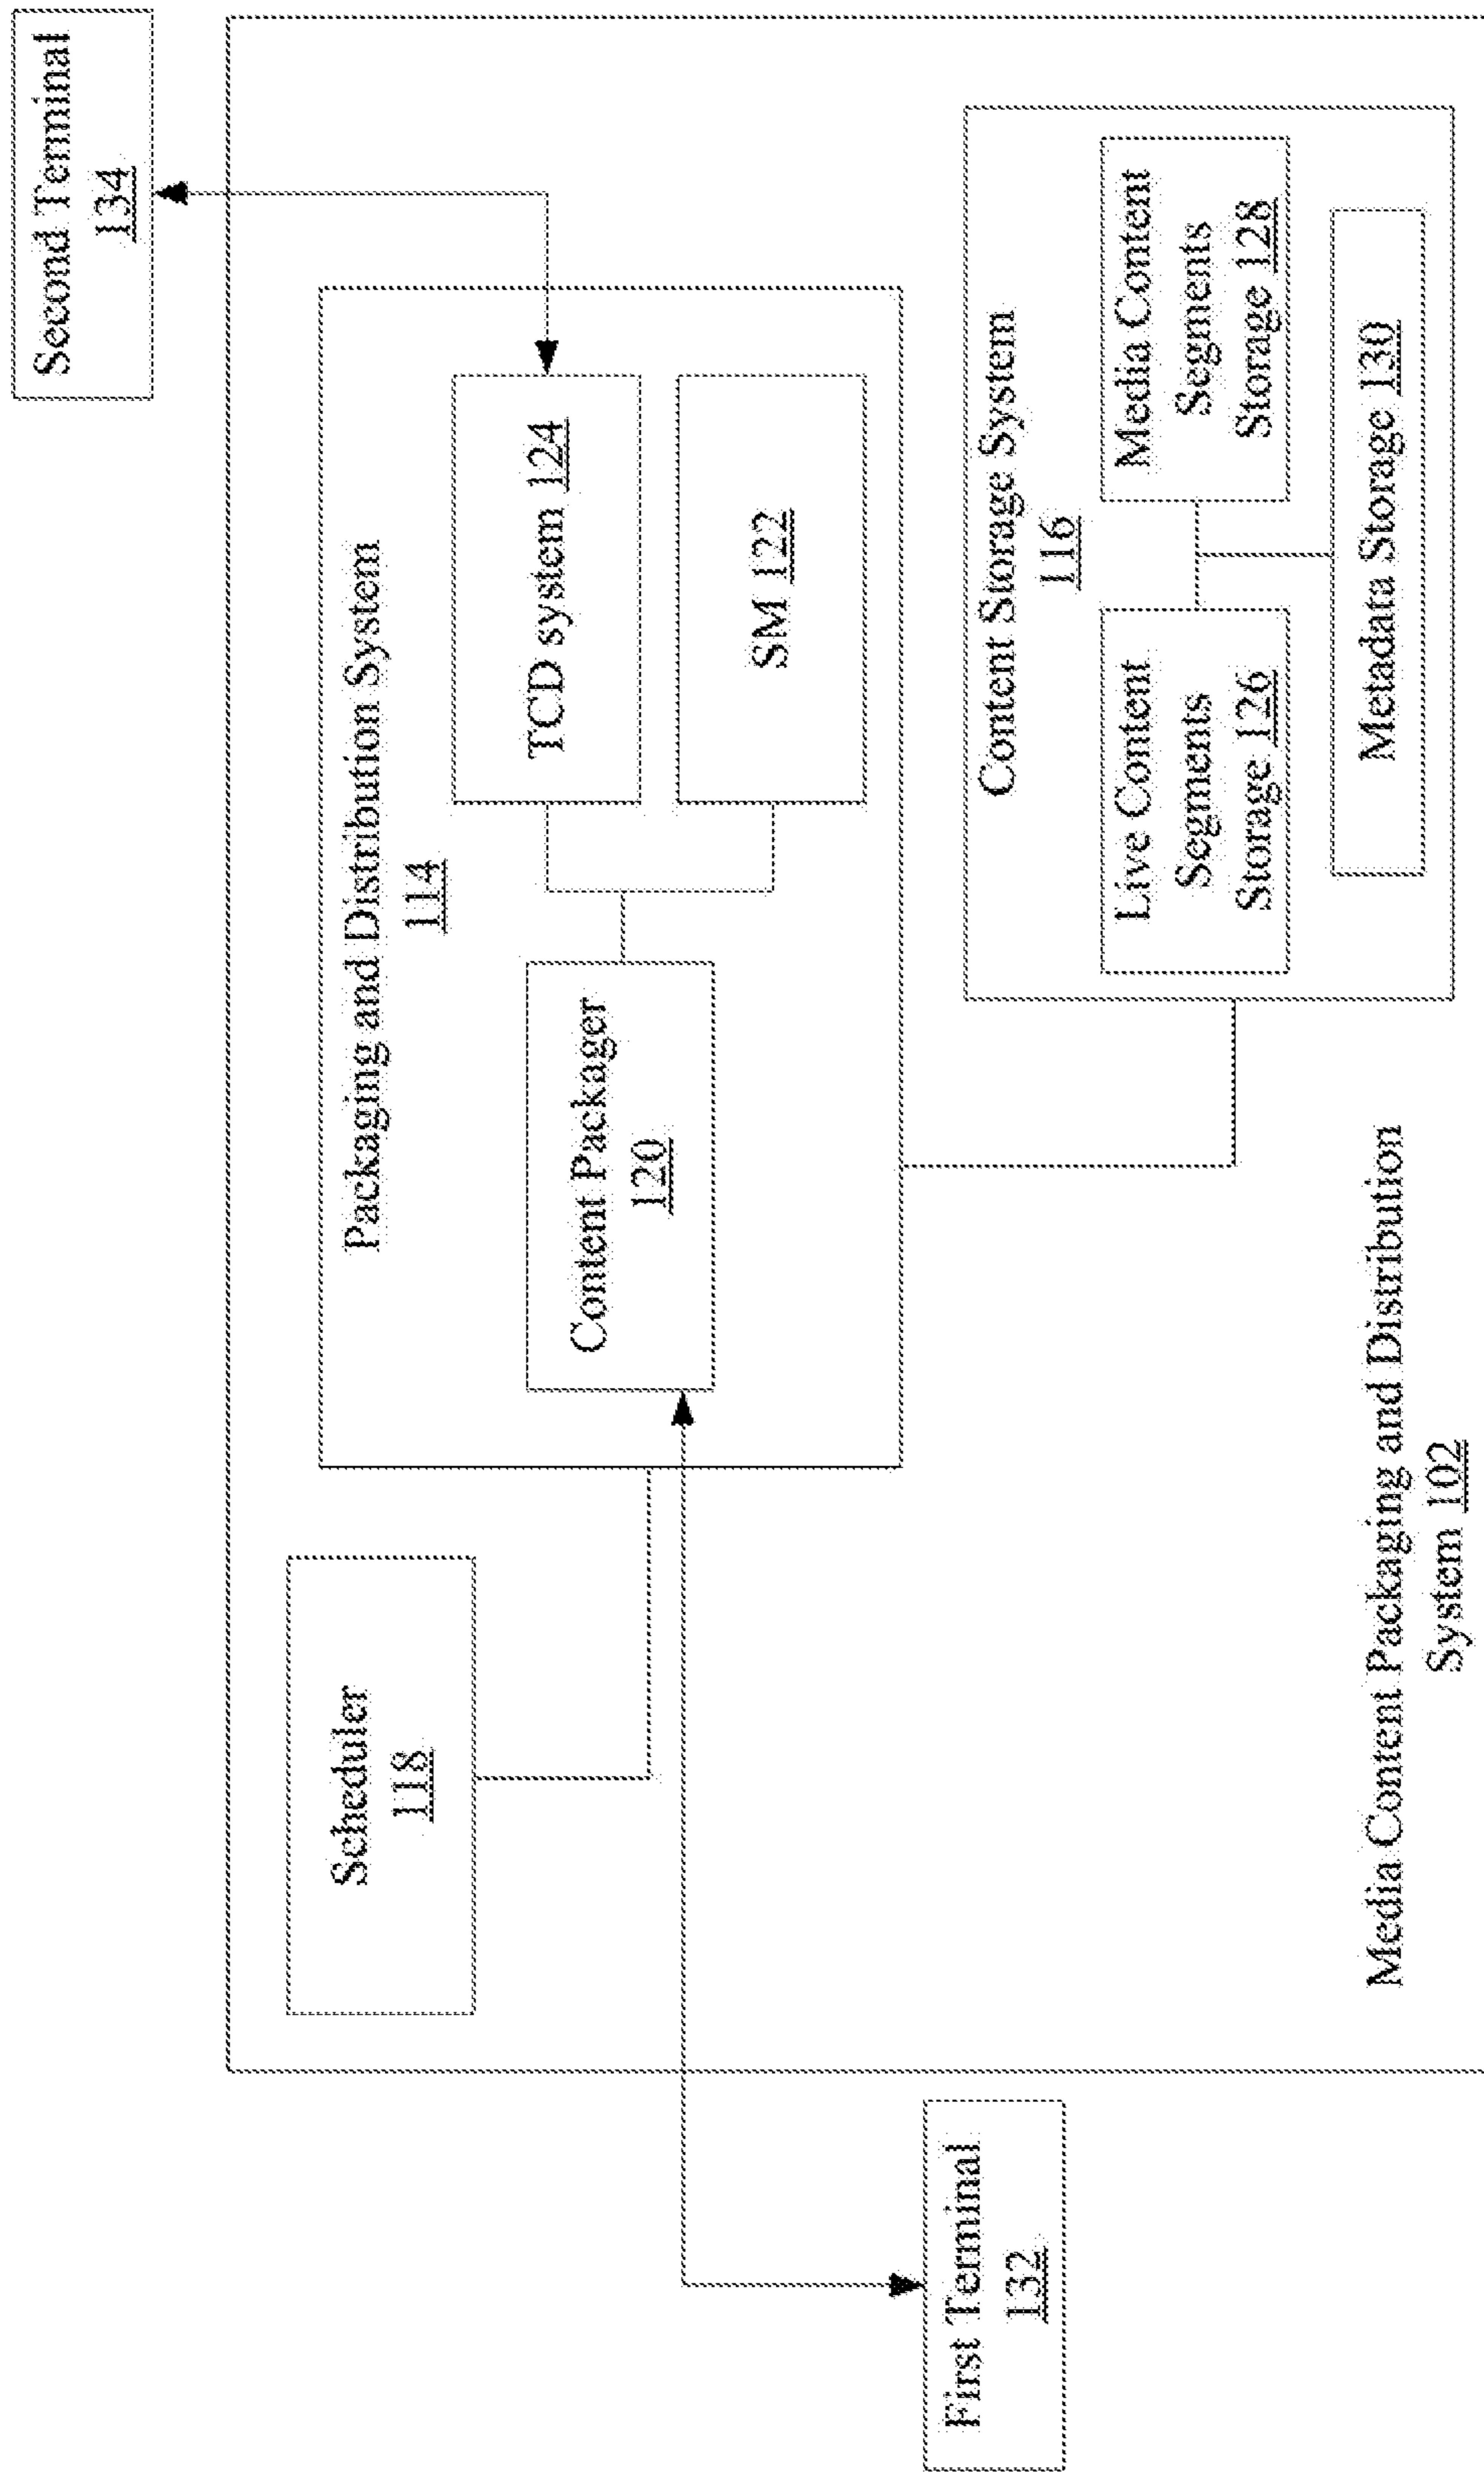 Second Terminal
134
Packaging and Distribution System
114
TCD system 124
SM 122
Content Packager
120
Scheduler
118
Content Storage System
116
Live Content
Segments
Storage 126
Media Content
Segments
Storage 128
Metadata Storage 130
First Terminal
132
Media Content Packaging and Distribution
System 102